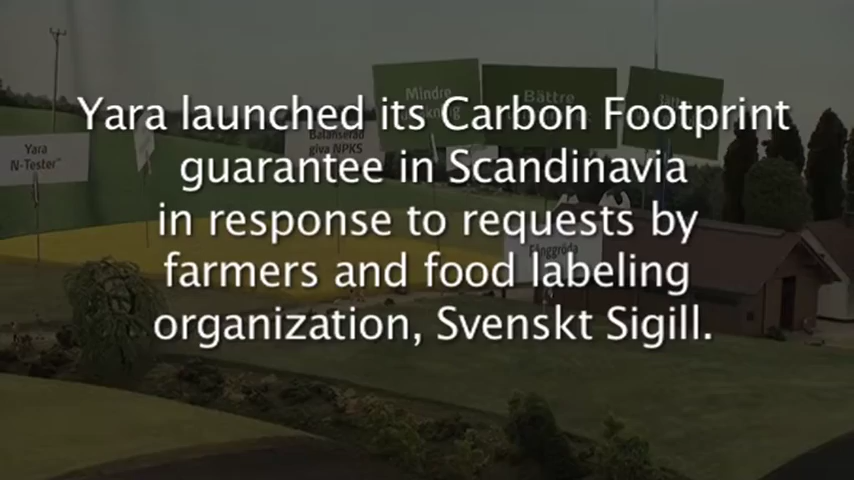 Yara launched its Carbon Footprint
guarantee in Scandinavia
in response to requests by
farmers and food labeling
organization, Svenskt Sigill.
Yara
N-Tester
Mindre
Bättre
Balanserad
giva NPKS
Fånggröda